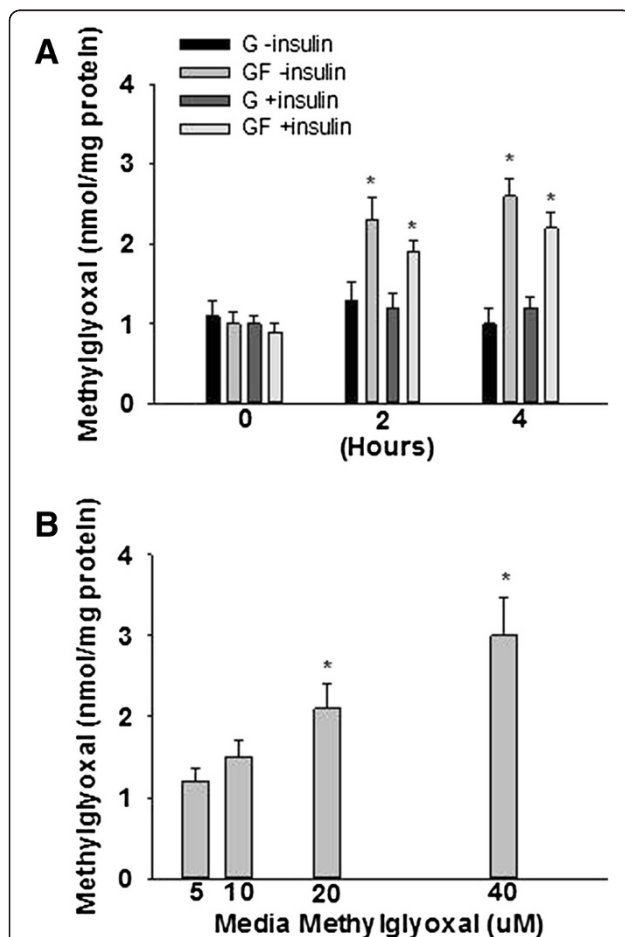 A
G -insulin
GF -insulin
G +insulin
GF +insulin
Methylglyoxal (nmol/mg protein)
4
3
2
1
0
* * * *
0 2 4
(Hours)
B
Methylglyoxal (nmol/mg protein)
4
3
2
1
0
* *
5 10 20 40
Media Methylglyoxal (uM)